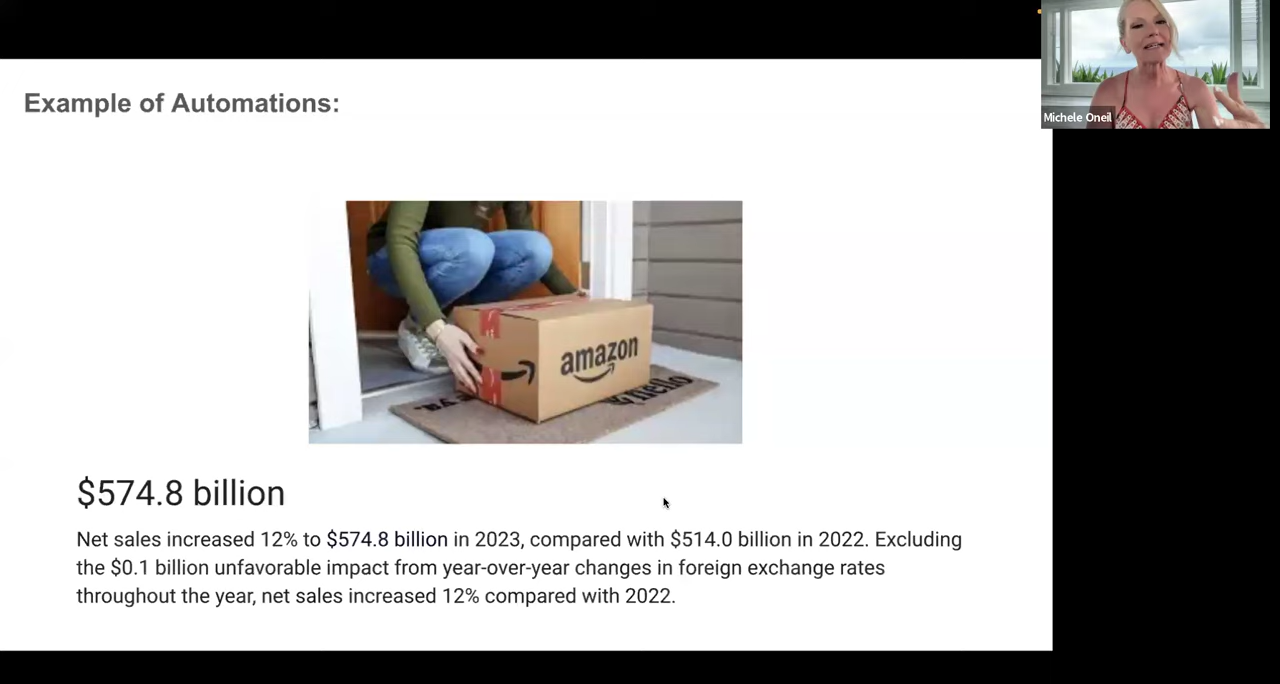 Example of Automations:
Michele Oneil
amazon
hello
$574.8 billion
Net sales increased 12% to $574.8 billion in 2023, compared with $514.0 billion in 2022. Excluding
the $0.1 billion unfavorable impact from year-over-year changes in foreign exchange rates
throughout the year, net sales increased 12% compared with 2022.